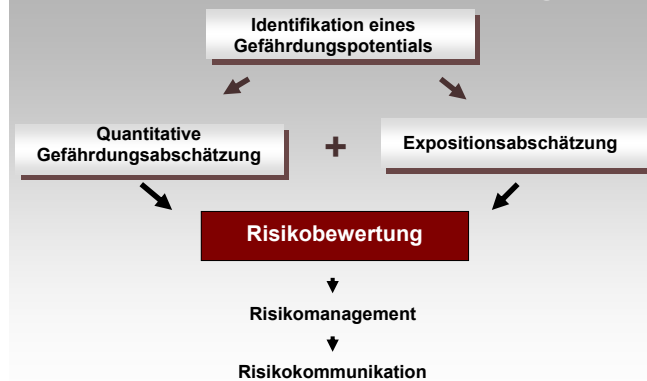 Identifikation eines
Gefährdungspotentials
Quantitative
Gefährdungsabschätzung
+
Expositionsabschätzung
Risikobewertung
Risikomanagement
Risikokommunikation